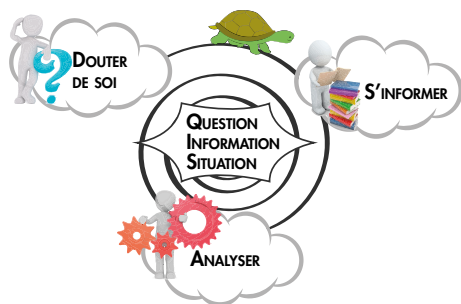 DOUTER
DE SOI
S'INFORMER
QUESTION
INFORMATION
SITUATION
ANALYSER